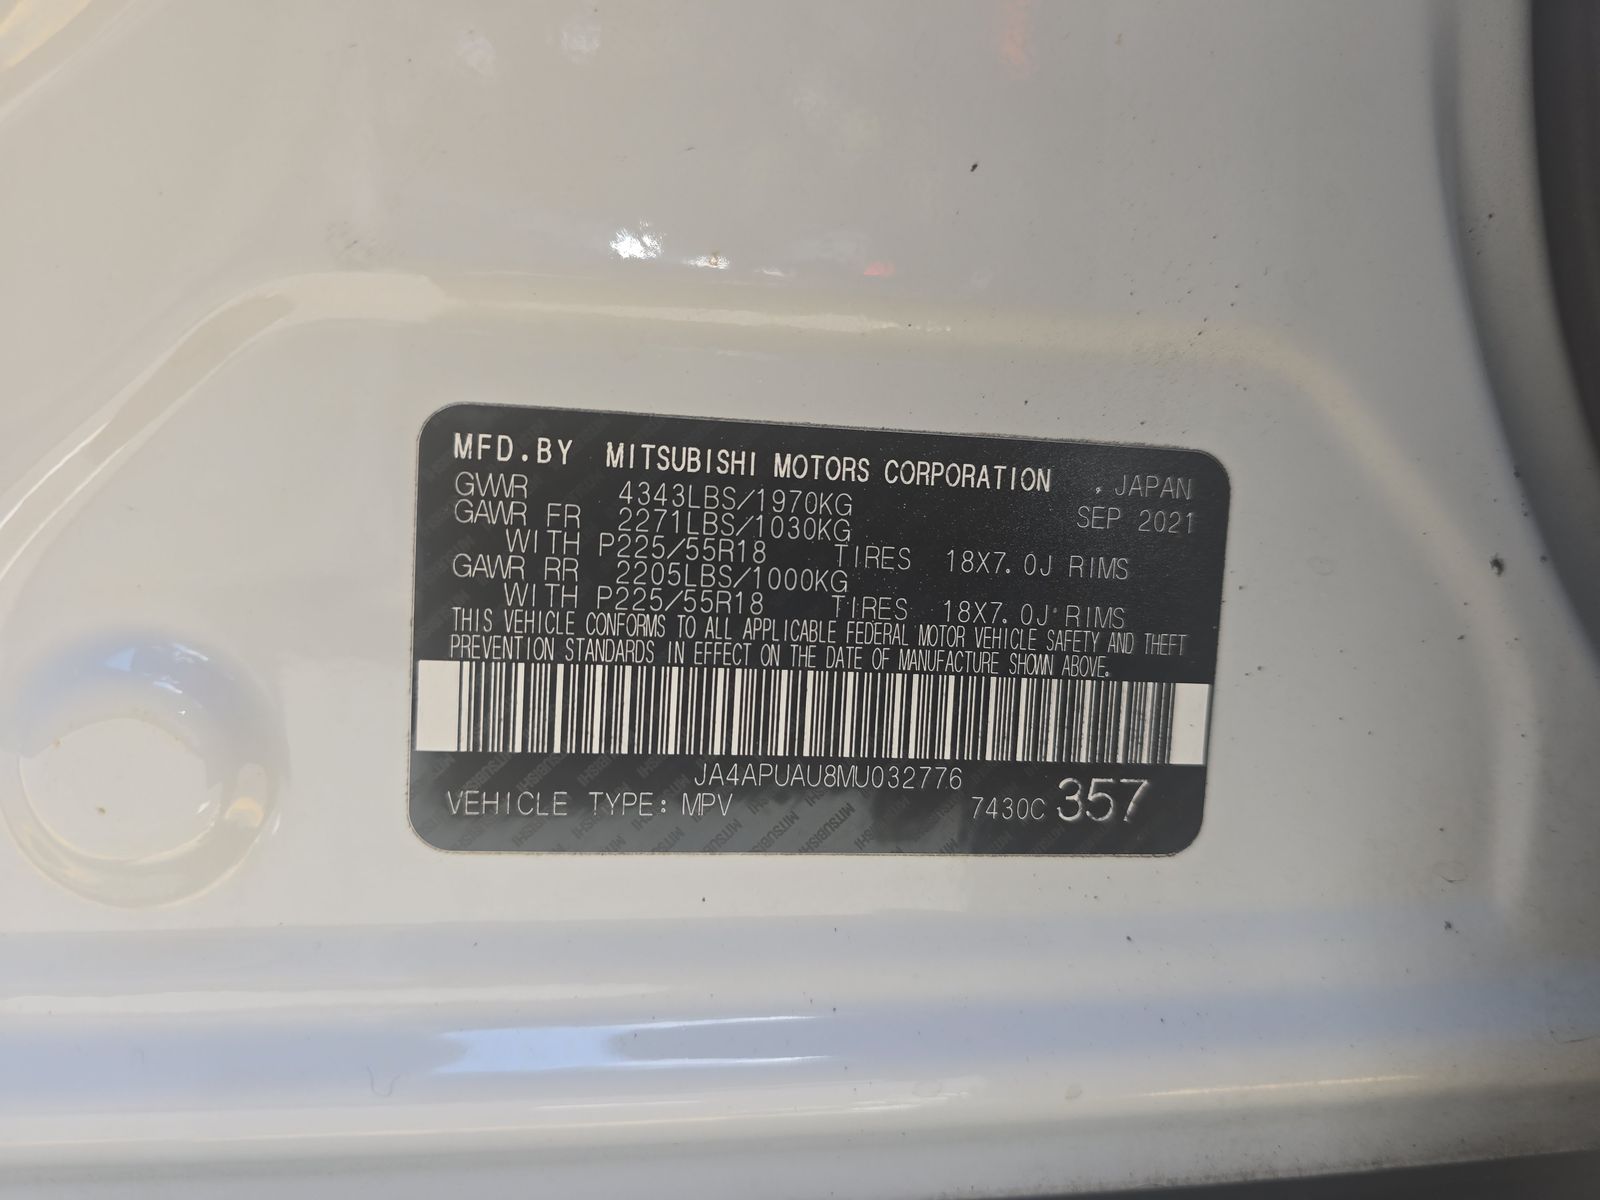 MFD.BY MITSUBISHI MOTORS CORPORATION , JAPAN
GVWR 4343LBS/1970KG SEP 2021
GAWR FR 2271LBS/1030KG
WITH P225/55R18 TIRES 18X7.0J RIMS
GAWR RR 2205LBS/1000KG
WITH P225/55R18 TIRES 18X7.0J RIMS
THIS VEHICLE CONFORMS TO ALL APPLICABLE FEDERAL MOTOR VEHICLE SAFETY AND THEFT
PREVENTION STANDARDS IN EFFECT ON THE DATE OF MANUFACTURE SHOWN ABOVE.
JA4APUAU8MU032776
VEHICLE TYPE: MPV 7430C 357